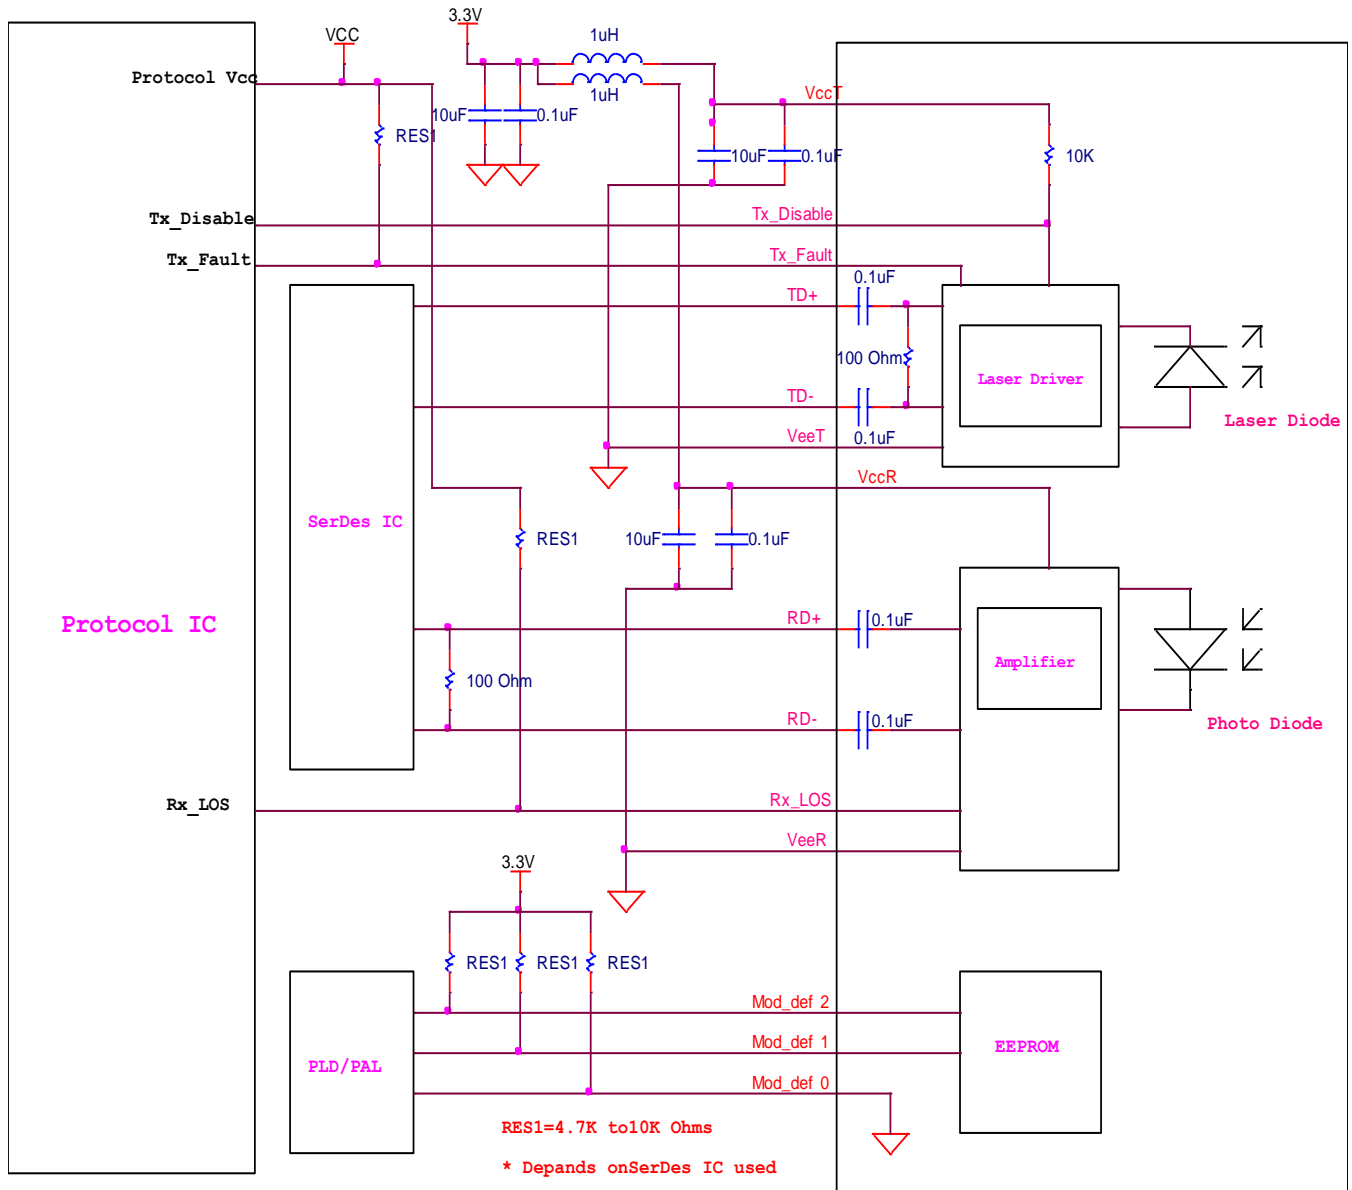 3.3V
VCC
1uH
Protocol Vcc
1uH
VccT
10uF
0.1uF
RES1
10uF
0.1uF
10K
Tx_Disable
Tx_Disable
Tx_Fault
Tx_Fault
0.1uF
TD+
100 Ohm
Laser Driver
TD-
Laser Diode
VeeT
0.1uF
VccR
SerDes IC
RES1
10uF
0.1uF
Protocol IC
RD+
0.1uF
Amplifier
100 Ohm
RD-
0.1uF
Photo Diode
Rx_LOS
Rx_LOS
VeeR
3.3V
RES1
RES1
RES1
Mod_def 2
Mod_def 1
EEPROM
PLD/PAL
Mod_def 0
RES1=4.7K to10K Ohms
* Depands onSerDes IC used